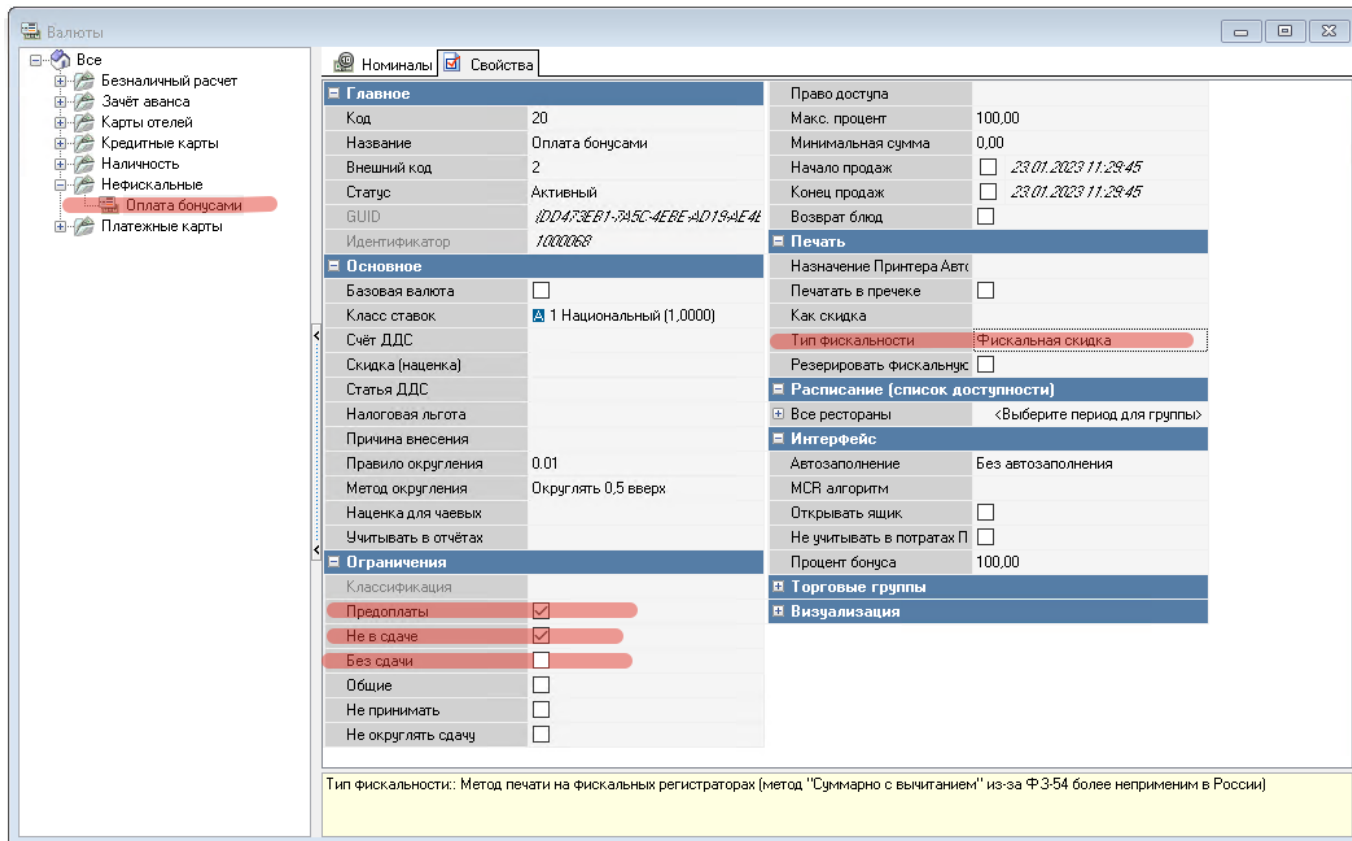 Валюты
Все
Безналичный расчет
Зачёт аванса
Карты отелей
Кредитные карты
Наличность
Нефискальные
Оплата бонусами
Платежные карты
Номиналы Свойства
Главное
Код 20
Название Оплата бонусами
Внешний код 2
Статус Активный
GUID
Идентификатор 1000068
Основное
Базовая валюта
Класс ставок А 1 Национальный (1,0000)
Счёт ДДС
Скидка (наценка)
Статья ДДС
Налоговая льгота
Причина внесения
Правило округления 0.01
Метод округления Округлять 0,5 вверх
Наценка для чаевых
Учитывать в отчётах
Ограничения
Классификация
Предоплаты
Не в сдаче
Без сдачи
Общие
Не принимать
Не округлять сдачу
Право доступа
Макс. процент 100,00
Минимальная сумма 0,00
Начало продаж 23.01.2023 11:29:45
Конец продаж 23.01.2023 11:29:45
Возврат блюд
Печать
Назначение Принтера Авто
Печатать в пречеке
Как скидка
Тип фискальности Фискальная скидка
Резерировать фискальную
Расписание (список доступности)
Все рестораны <Выберите период для группы>
Интерфейс
Автозаполнение Без автозаполнения
MCR алгоритм
Открывать ящик
Не учитывать в потратах П
Процент бонуса 100,00
Торговые группы
Визуализация
Тип фискальности:: Метод печати на фискальных регистраторах (метод "Суммарно с вычитанием" из-за ФЗ-54 более неприменим в России)